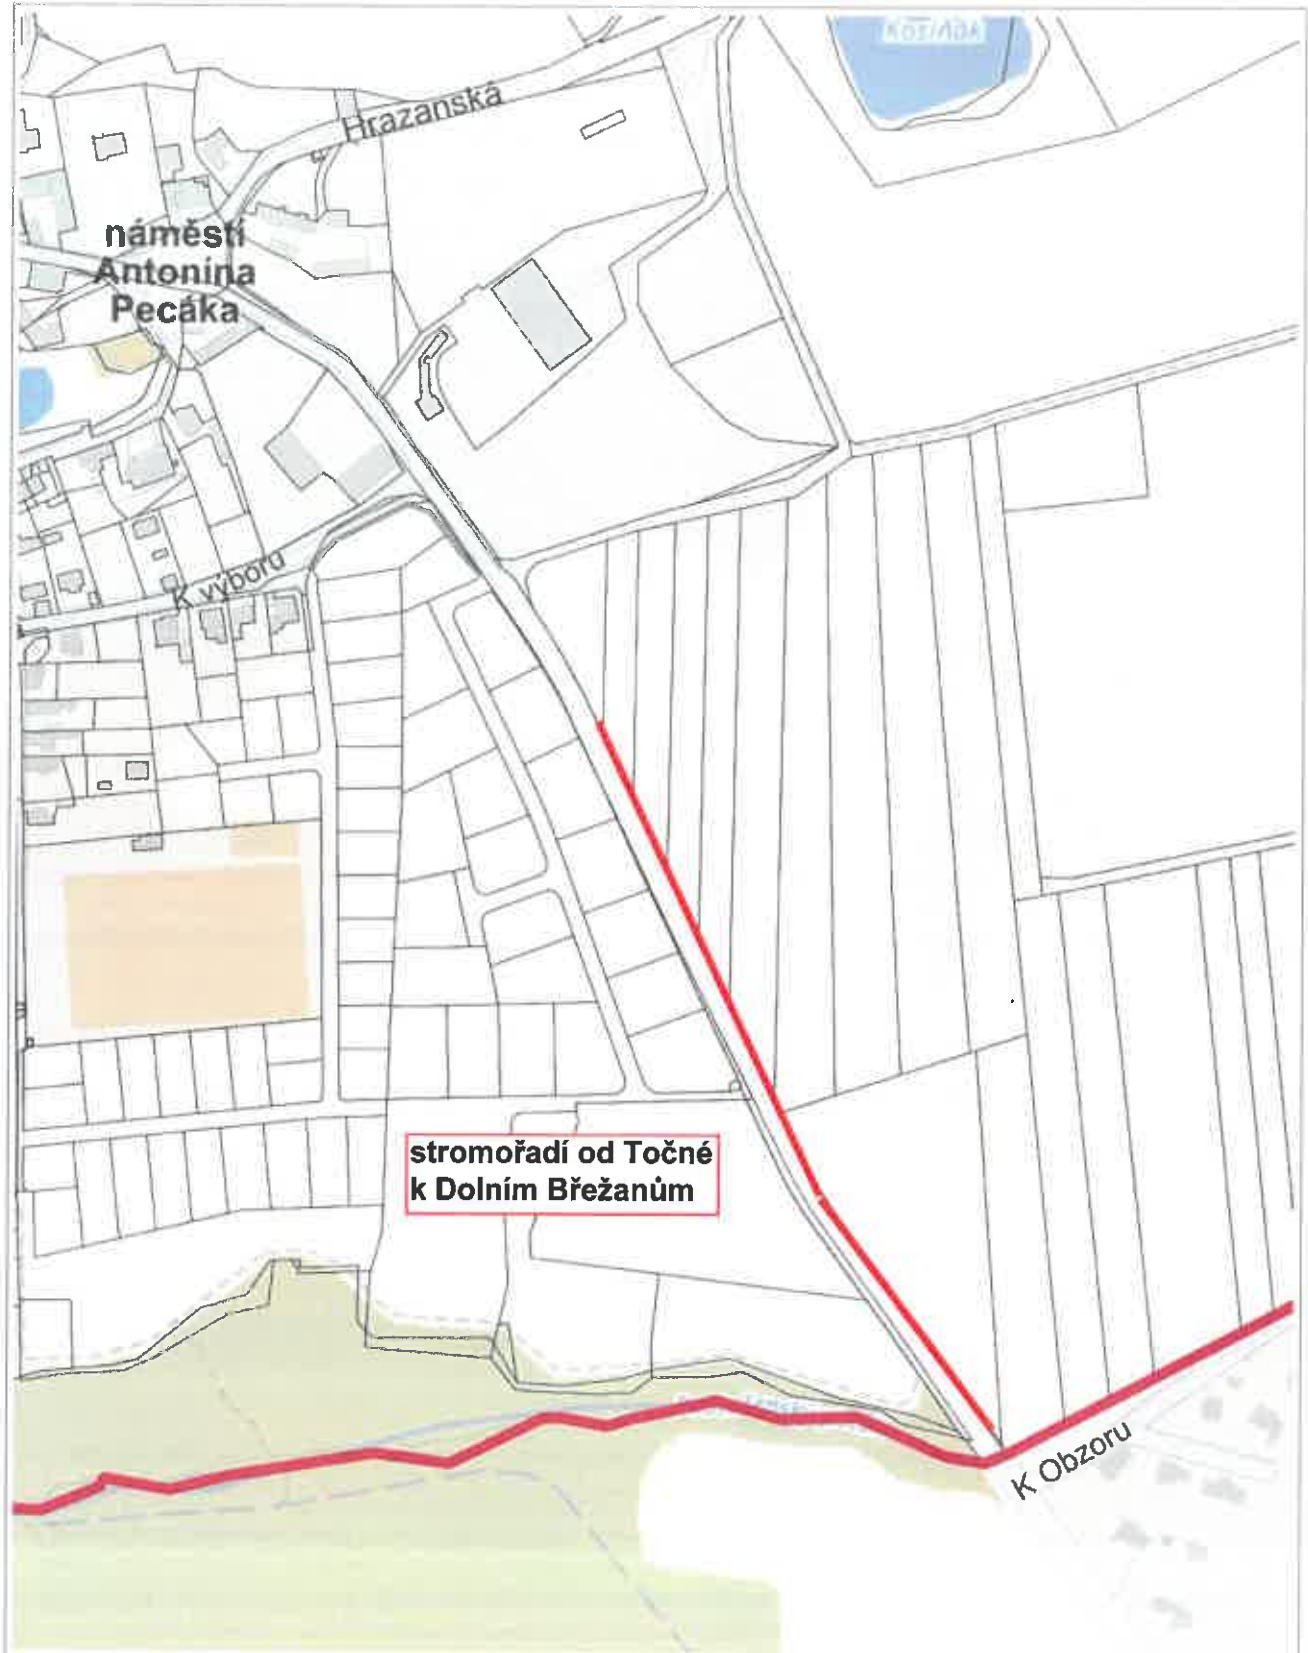 Hrazanská
náměstí
Antonína
Pecáka
K výboru
stromořadí od Točné
k Dolním Břežanům
K Obzoru